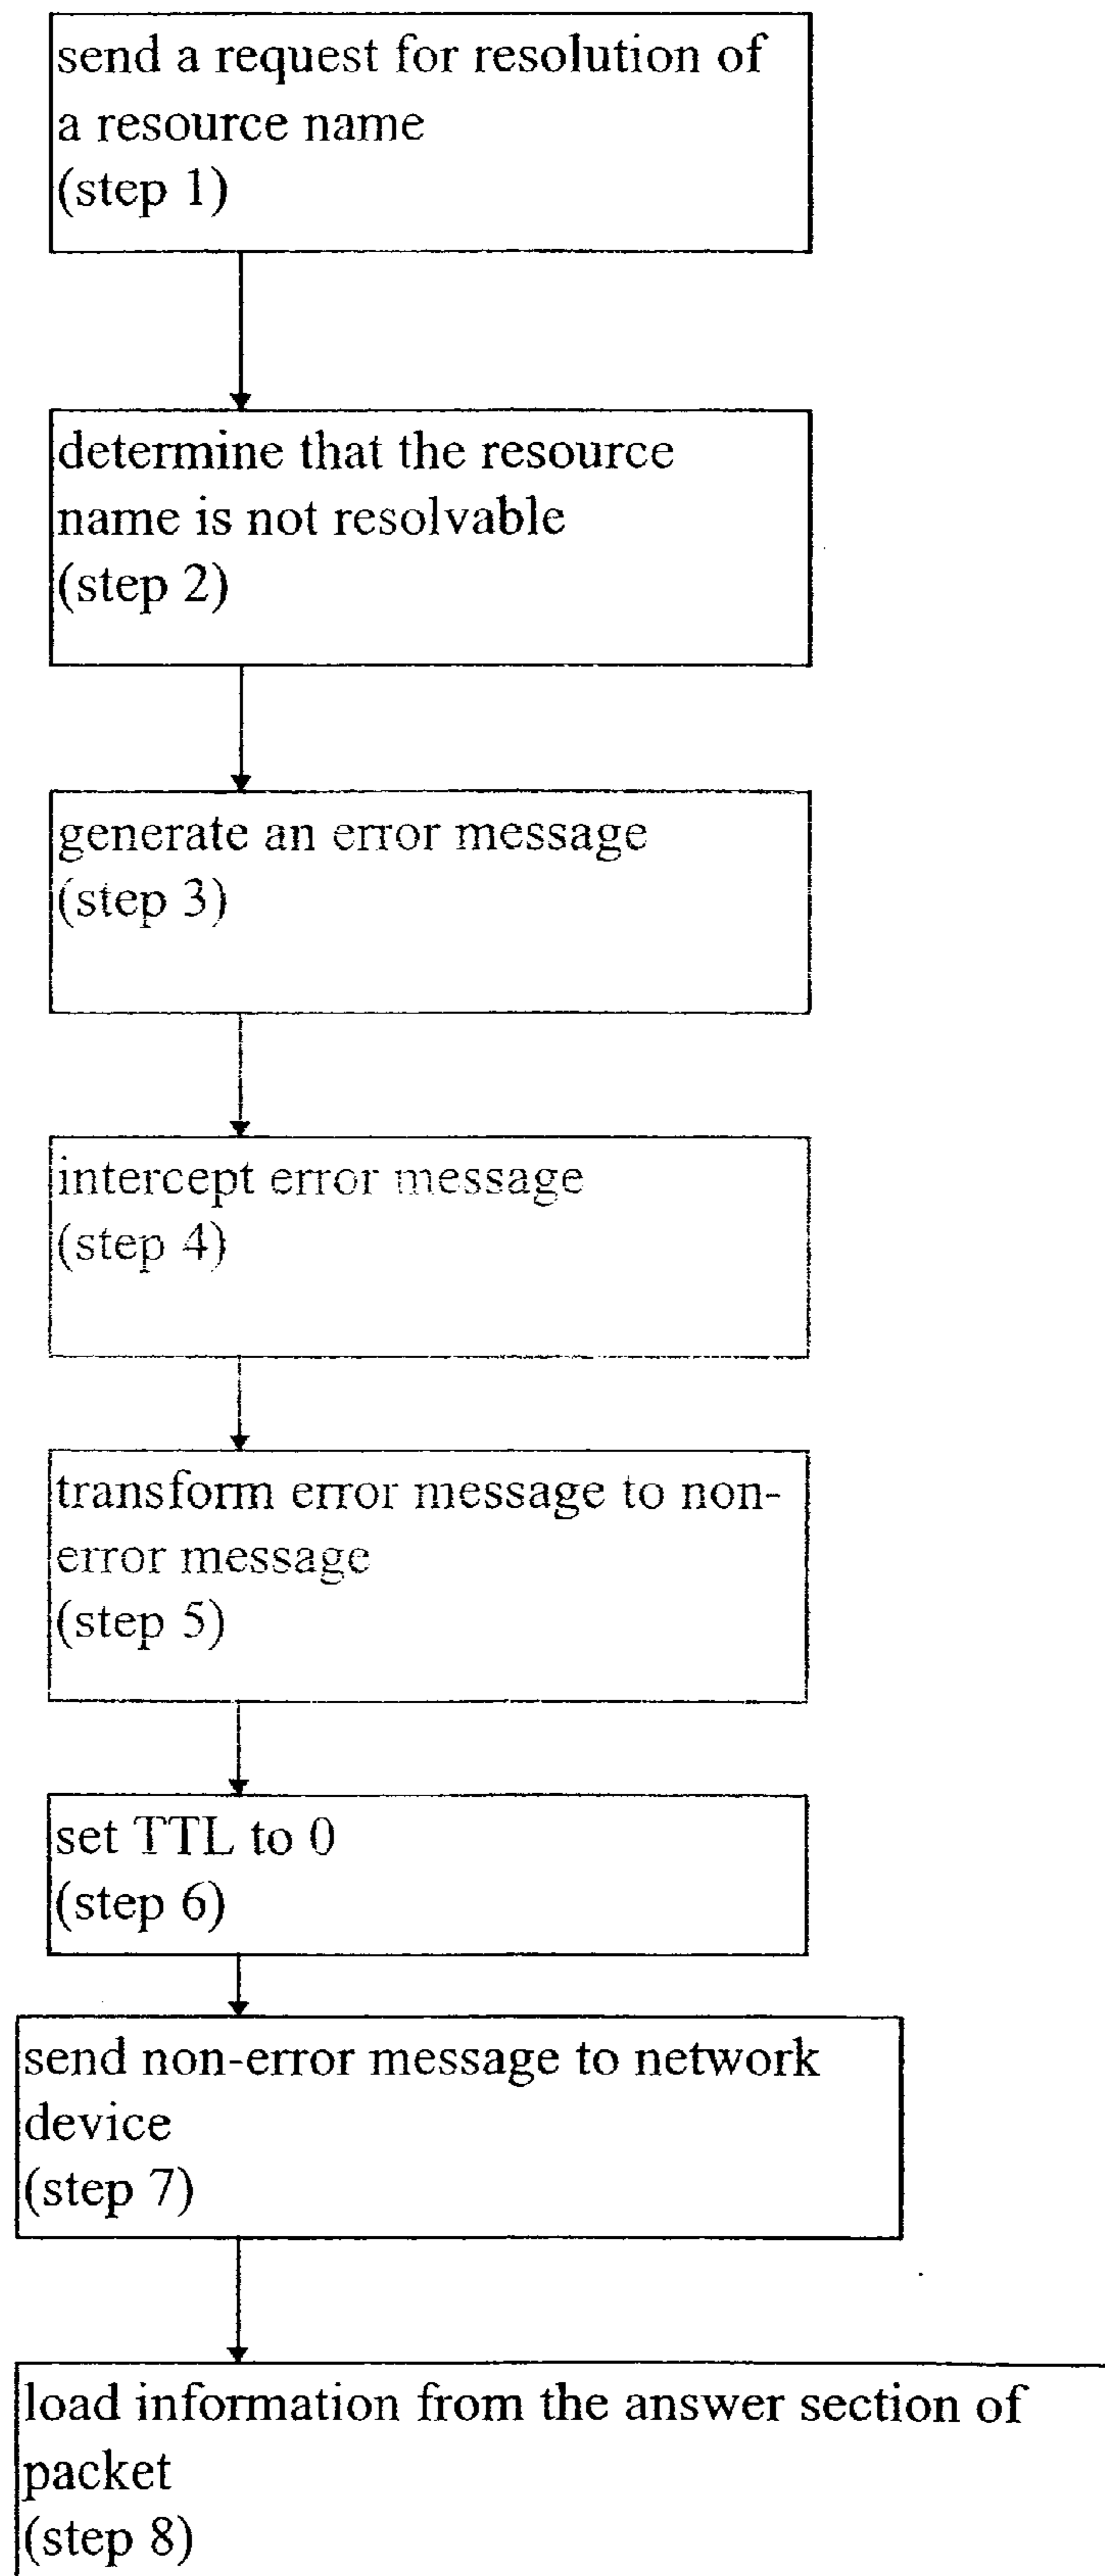 send a request for resolution of
a resource name
(step 1)
determine that the resource
name is not resolvable
(step 2)
generate an error message
(step 3)
intercept error message
(step 4)
transform error message to non-
error message
(step 5)
set TTL to 0
(step 6)
send non-error message to network
device
(step 7)
load information from the answer section of
packet
(step 8)